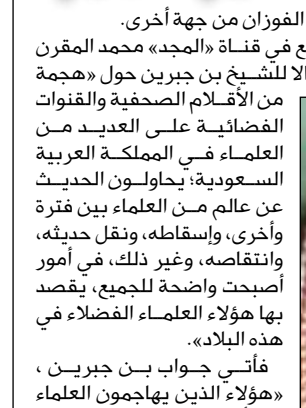 الفوزان من جهة أخرى.
ع في قناة «المجد» محمد المقرن
الا للشيخ بن جبرين حول «هجمة
من الأقلام الصحفية والقنوات
الفضائية على العديد من
العلماء في المملكة العربية
السعودية؛ يحاولون الحديث
عن عالم من العلماء بين فترة
وأخرى، وإسقاطه، ونقل حديثه،
وانتقاصه، وغير ذلك، في أمور
أصبحت واضحة للجميع، يقصد
بها هؤلاء العلماء الفضلاء في
هذه البلاد».
فأتي جواب بن جبرين ،
«هؤلاء الذين يهاجمون العلماء